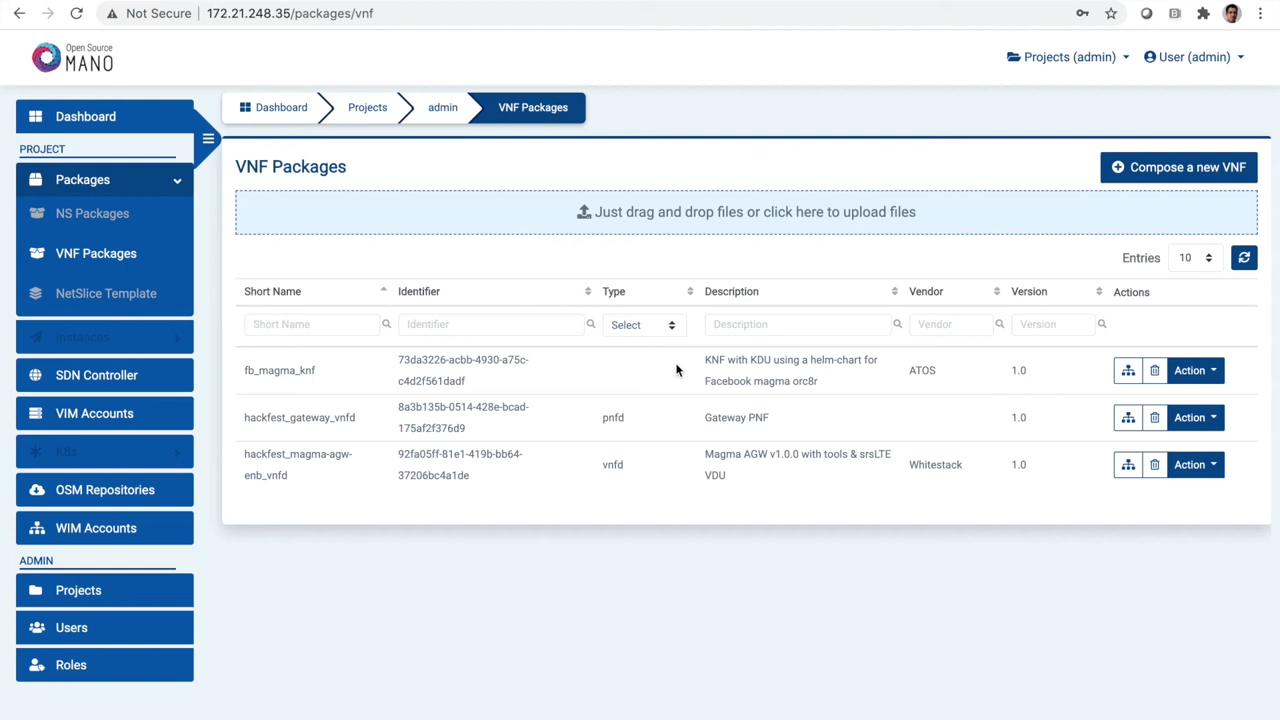 Not Secure | 172.21.248.35/packages/vnf
Open Source
MANO
Projects (admin)
User (admin)
Dashboard
PROJECT
Packages
NS Packages
VNF Packages
NetSlice Template
Instances
SDN Controller
VIM Accounts
K8s
OSM Repositories
WIM Accounts
ADMIN
Projects
Users
Roles
Dashboard
Projects
admin
VNF Packages
VNF Packages
Compose a new VNF
Just drag and drop files or click here to upload files
Entries 10
Short Name Identifier Type Description Vendor Version Actions
Short Name Identifier Select Description Vendor Version
fb_magma_knf
73da3226-acbb-4930-a75c-
c4d2f561dadf
KNF with KDU using a helm-chart for
Facebook magma orc8r
ATOS
1.0
Action
hackfest_gateway_vnfd
8a3b135b-0514-428e-bcad-
175af2f376d9
pnfd
Gateway PNF
1.0
Action
hackfest_magma-agw-
enb_vnfd
92fa05ff-81e1-419b-bb64-
37206bc4a1de
vnfd
Magma AGW v1.0.0 with tools & srsLTE
VDU
Whitestack
1.0
Action